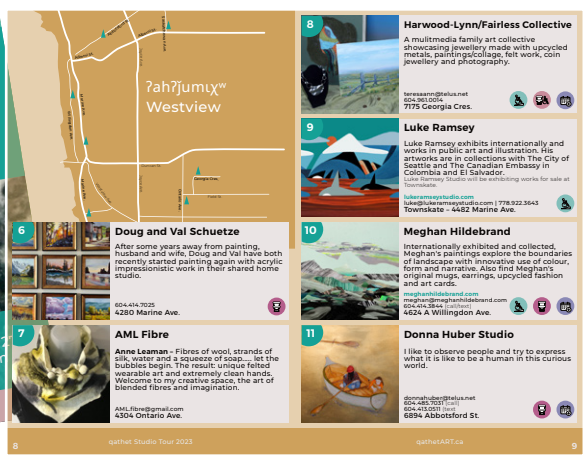 ʔahʔǰumɩxʷ
Westview
6
Doug and Val Schuetze
After some years away from painting,
husband and wife, Doug and Val have both
recently started painting again with acrylic
impressionistic work in their shared home
studio.
604.414.7025
4280 Marine Ave.
7
AML Fibre
Anne Leaman - Fibres of wool, strands of
silk, water and a squeeze of soap..... let the
bubbles begin. The result: unique felted
wearable art and extremely clean hands.
Welcome to my creative space, the art of
blended fibres and imagination.
AML.fibre@gmail.com
4304 Ontario Ave.
8
qathet Studio Tour 2023
8
Harwood-Lynn/Fairless Collective
A mulitmedia family art collective
showcasing jewellery made with upcycled
metals, paintings/collage, felt work, coin
jewellery and photography.
teresaann@telus.net
604.961.0014
7175 Georgia Cres.
9
Luke Ramsey
Luke Ramsey exhibits internationally and
works in public art and illustration. His
artworks are in collections with The City of
Seattle and The Canadian Embassy in
Colombia and El Salvador.
Luke Ramsey Studio will be exhibiting works for sale at
Townskate.
lukeramseystudio.com
luke@lukeramseystudio.com | 778.922.3643
Townskate - 4482 Marine Ave.
10
Meghan Hildebrand
Internationally exhibited and collected,
Meghan's paintings explore the boundaries
of landscape with innovative use of colour,
form and narrative. Also find Meghan's
original mugs, earrings, upcycled fashion
and art cards.
meghanhildebrand.com
meghan@meghanhildebrand.com
604.414.3844 (call/text)
4624 A Willingdon Ave.
11
Donna Huber Studio
I like to observe people and try to express
what it is like to be a human in this curious
world.
donnahuber@telus.net
604.485.7031 (call)
604.413.0511 (text
6894 Abbotsford St.
qathetART.ca
9